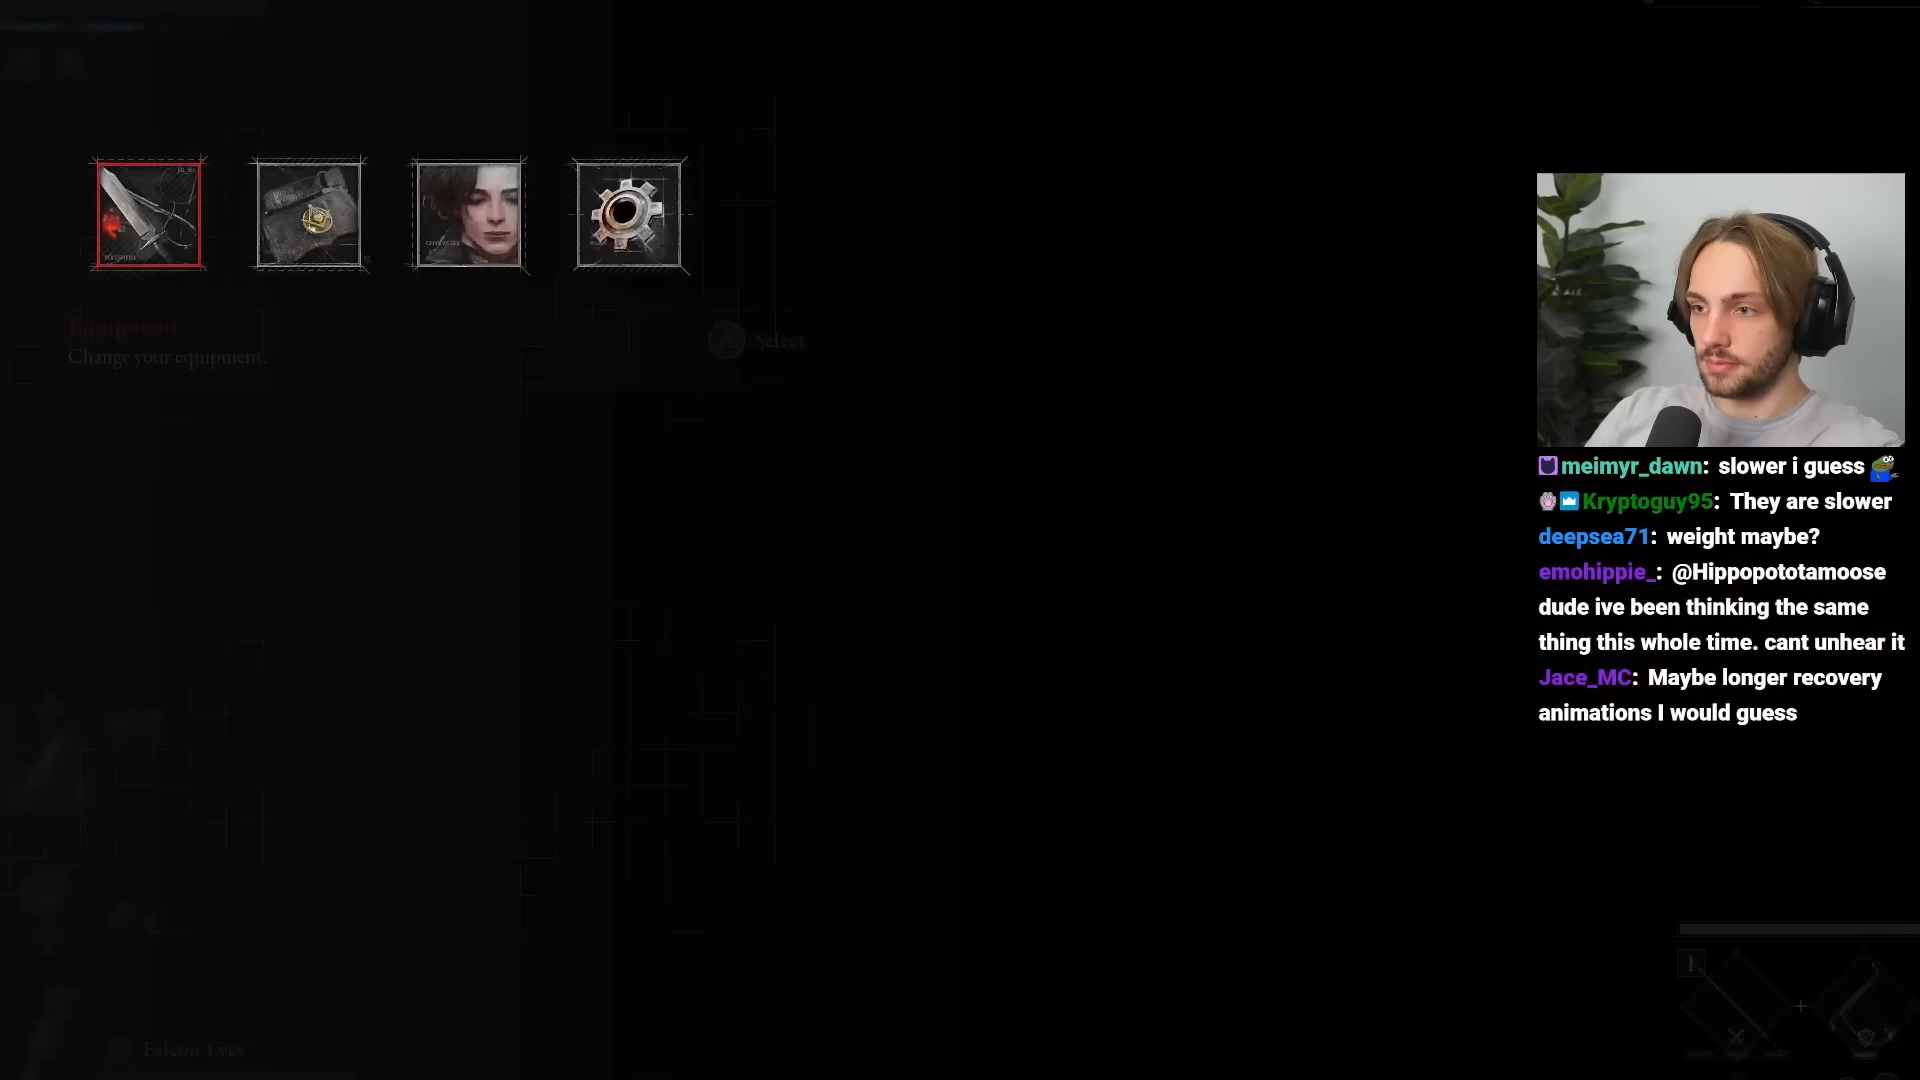 Equipment
Change your equipment.
A Select
meimyr_dawn: slower i guess
Kryptoguy95: They are slower
deepsea71: weight maybe?
emohippie_: @Hippopototamoose
dude ive been thinking the same
thing this whole time. cant unhear it
Jace_MC: Maybe longer recovery
animations I would guess
1
Falcon Eyes